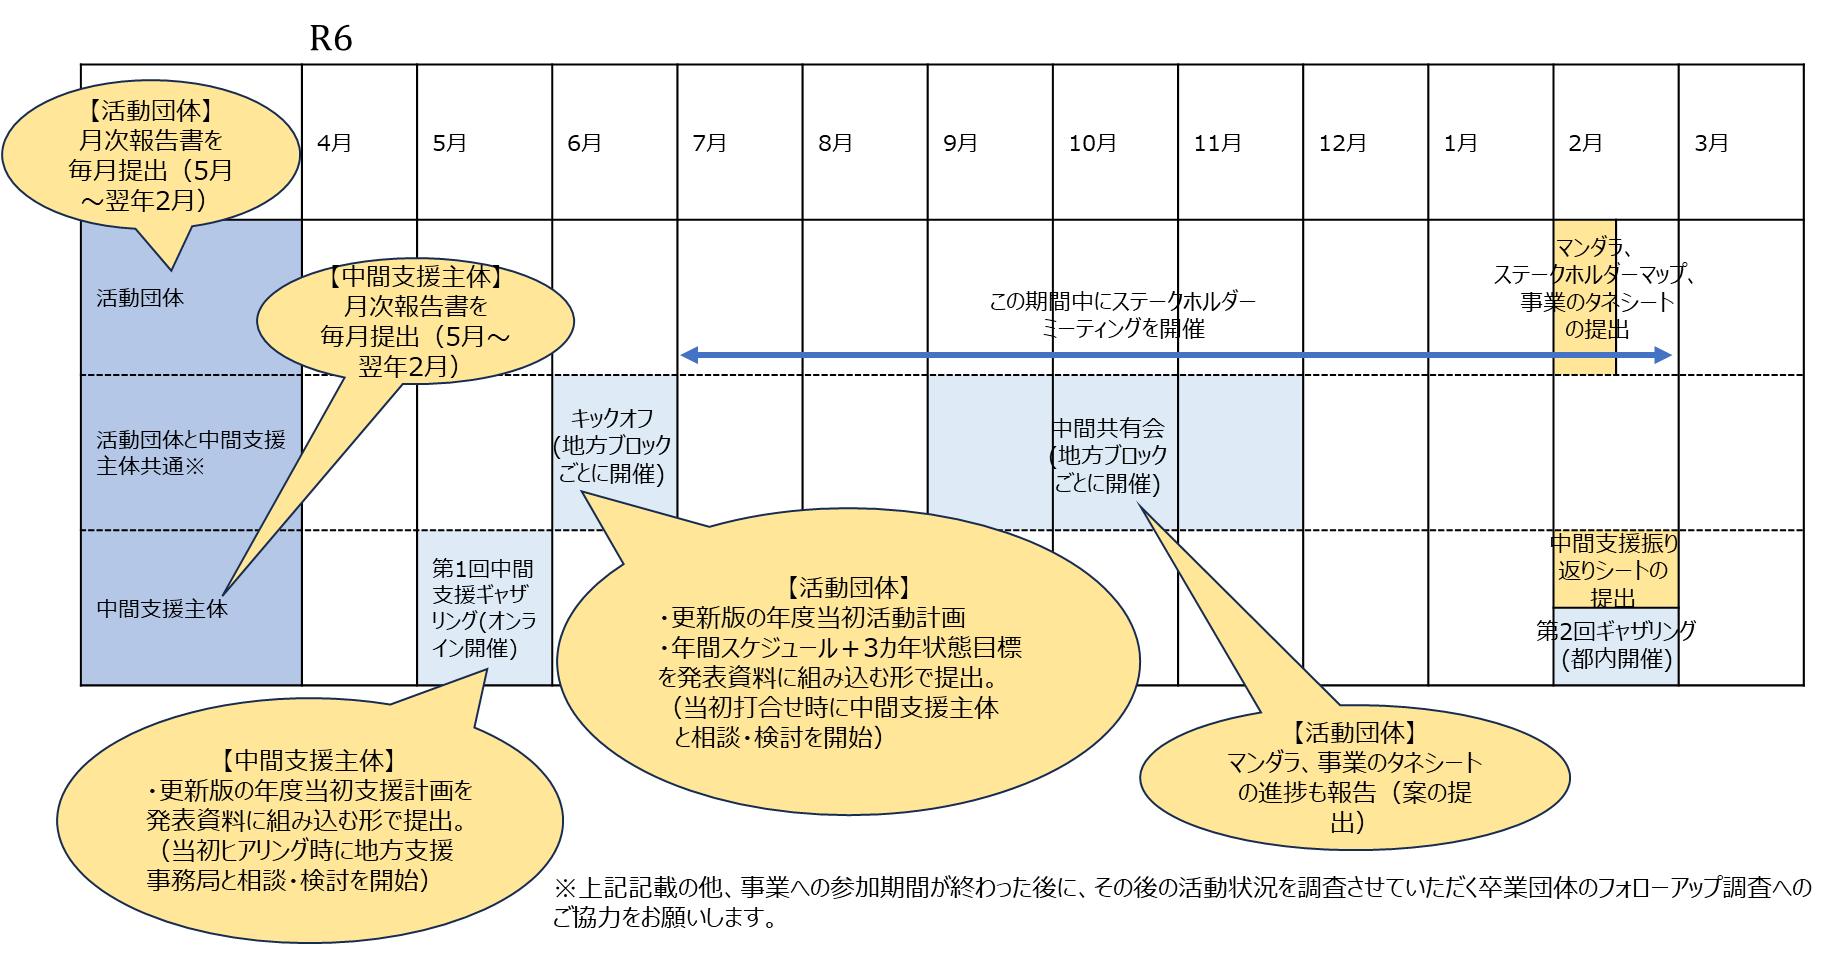 R6
【活動団体】
月次報告書を
毎月提出（5月
～翌年2月）
4月
5月
6月
7月
8月
9月
10月
11月
12月
1月
2月
3月
活動団体
【中間支援主体】
月次報告書を
毎月提出（5月～
翌年2月）
この期間中にステークホルダー
ミーティングを開催
マンダラ、
ステークホルダーマップ、
事業のタネシート
の提出
活動団体と中間支援
主体共通※
キックオフ
(地方ブロック
ごとに開催)
中間共有会
(地方ブロック
ごとに開催)
中間支援主体
第1回中間
支援ギャザ
リング(オンラ
イン開催)
中間支援振り
返りシートの
提出
第2回ギャザリング
(都内開催)
【活動団体】
・更新版の年度当初活動計画
・年間スケジュール＋3カ年状態目標
を発表資料に組み込む形で提出。
（当初打合せ時に中間支援主体
と相談・検討を開始）
【中間支援主体】
・更新版の年度当初支援計画を
発表資料に組み込む形で提出。
（当初ヒアリング時に地方支援
事務局と相談・検討を開始）
【活動団体】
マンダラ、事業のタネシート
の進捗も報告（案の提
出）
※上記記載の他、事業への参加期間が終わった後に、その後の活動状況を調査させていただく卒業団体のフォローアップ調査への
ご協力をお願いします。